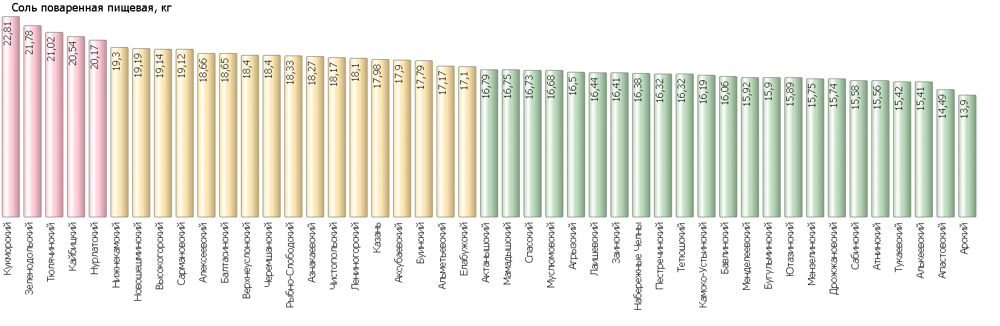 Соль поваренная пищевая, кг
22,81
21,78
21,02
20,54
20,17
19,3
19,19
19,14
19,12
18,66
18,65
18,4
18,4
18,33
18,27
18,17
18,1
17,98
17,9
17,79
17,17
17,1
16,79
16,75
16,73
16,68
16,5
16,44
16,41
16,38
16,32
16,32
16,19
16,06
15,92
15,9
15,89
15,75
15,74
15,58
15,56
15,42
15,41
14,49
13,9
Кукморский
Зеленодольский
Тюлячинский
Кайбицкий
Нурлатский
Нижнекамский
Новошешминский
Высокогорский
Сармановский
Алексеевский
Балтасинский
Верхнеуслонский
Черемшанский
Рыбно-Слободский
Азнакаевский
Чистопольский
Лениногорский
Казань
Аксубаевский
Буинский
Альметьевский
Елабужский
Актанышский
Мамадышский
Спасский
Муслюмовский
Агрызский
Лаишевский
Заинский
Набережные Челны
Пестречинский
Тетюшский
Камско-Устьинский
Бавлинский
Менделеевский
Бугульминский
Ютазинский
Мензелинский
Дрожжановский
Сабинский
Атнинский
Тукаевский
Алькеевский
Апастовский
Арский